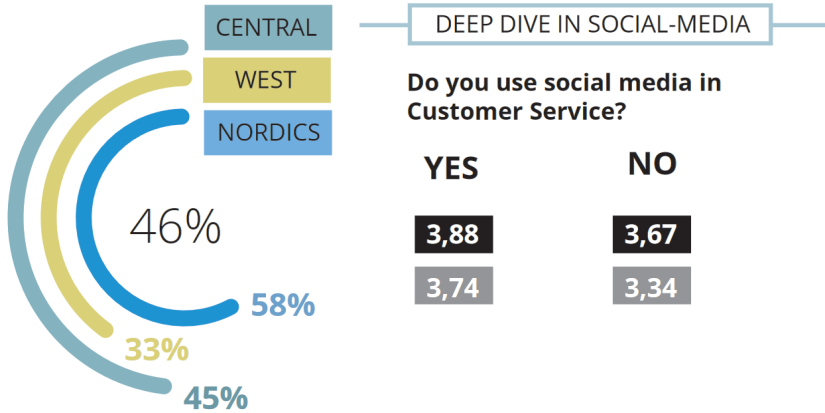 CENTRAL
WEST
NORDICS
46%
58%
33%
45%
DEEP DIVE IN SOCIAL-MEDIA
Do you use social media in
Customer Service?
YES NO
3,88 3,67
3,74 3,34